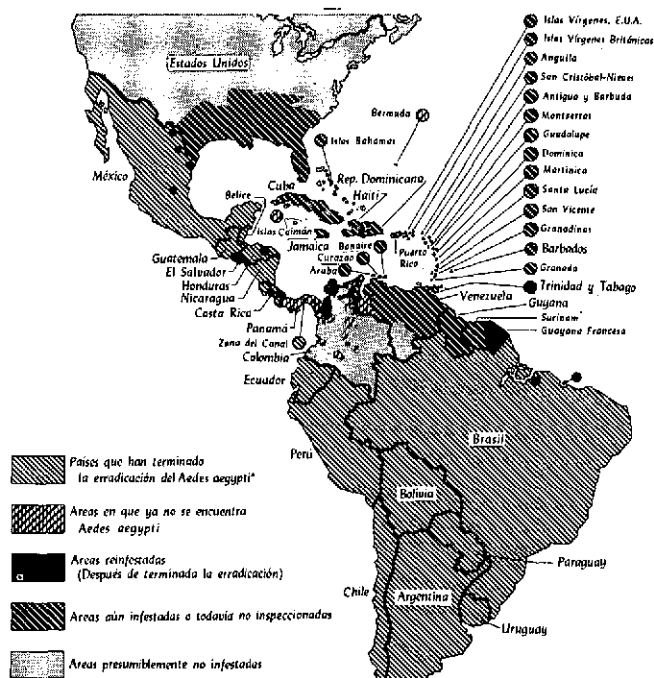 Estados Unidos
México
Bermuda
Islas Bahamas
Rep. Dominicana
Haití
Cuba
Belice
Islas Caimán
Jamaica
Bonaire
Curazao
Aruba
Puerto
Rico
Guatemala
El Salvador
Honduras
Nicaragua
Costa Rica
Panamá
Zona del Canal
Colombia
Ecuador
Perú
Islas Vírgenes, E.U.A.
Islas Vírgenes Británicas
Anguila
San Cristóbal-Nieves
Antigua y Barbuda
Montserrat
Guadalupe
Dominica
Martinica
Santa Lucía
San Vicente
Granadinas
Barbados
Granada
Trinidad y Tabago
Venezuela
Guyana
Surinam
Guayana Francesa
Brasil
Bolivia
Paraguay
Chile
Argentina
Uruguay
Países que han terminado
la erradicación del Aedes aegypti*
Areas en que ya no se encuentra
Aedes aegypti
Areas reinfestadas
(Después de terminada la erradicación)
Areas aún infestadas o todavía no inspeccionadas
Areas presumiblemente no infestadas